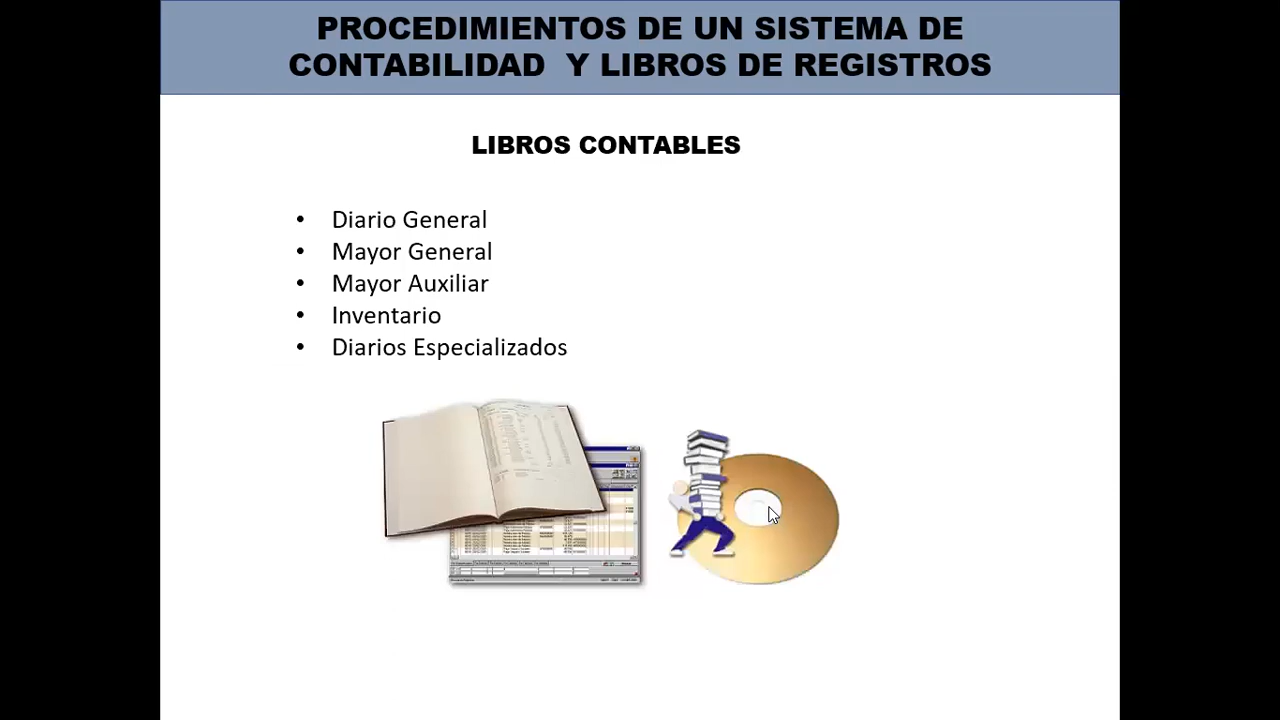 PROCEDIMIENTOS DE UN SISTEMA DE
CONTABILIDAD Y LIBROS DE REGISTROS
LIBROS CONTABLES
• Diario General
• Mayor General
• Mayor Auxiliar
• Inventario
• Diarios Especializados